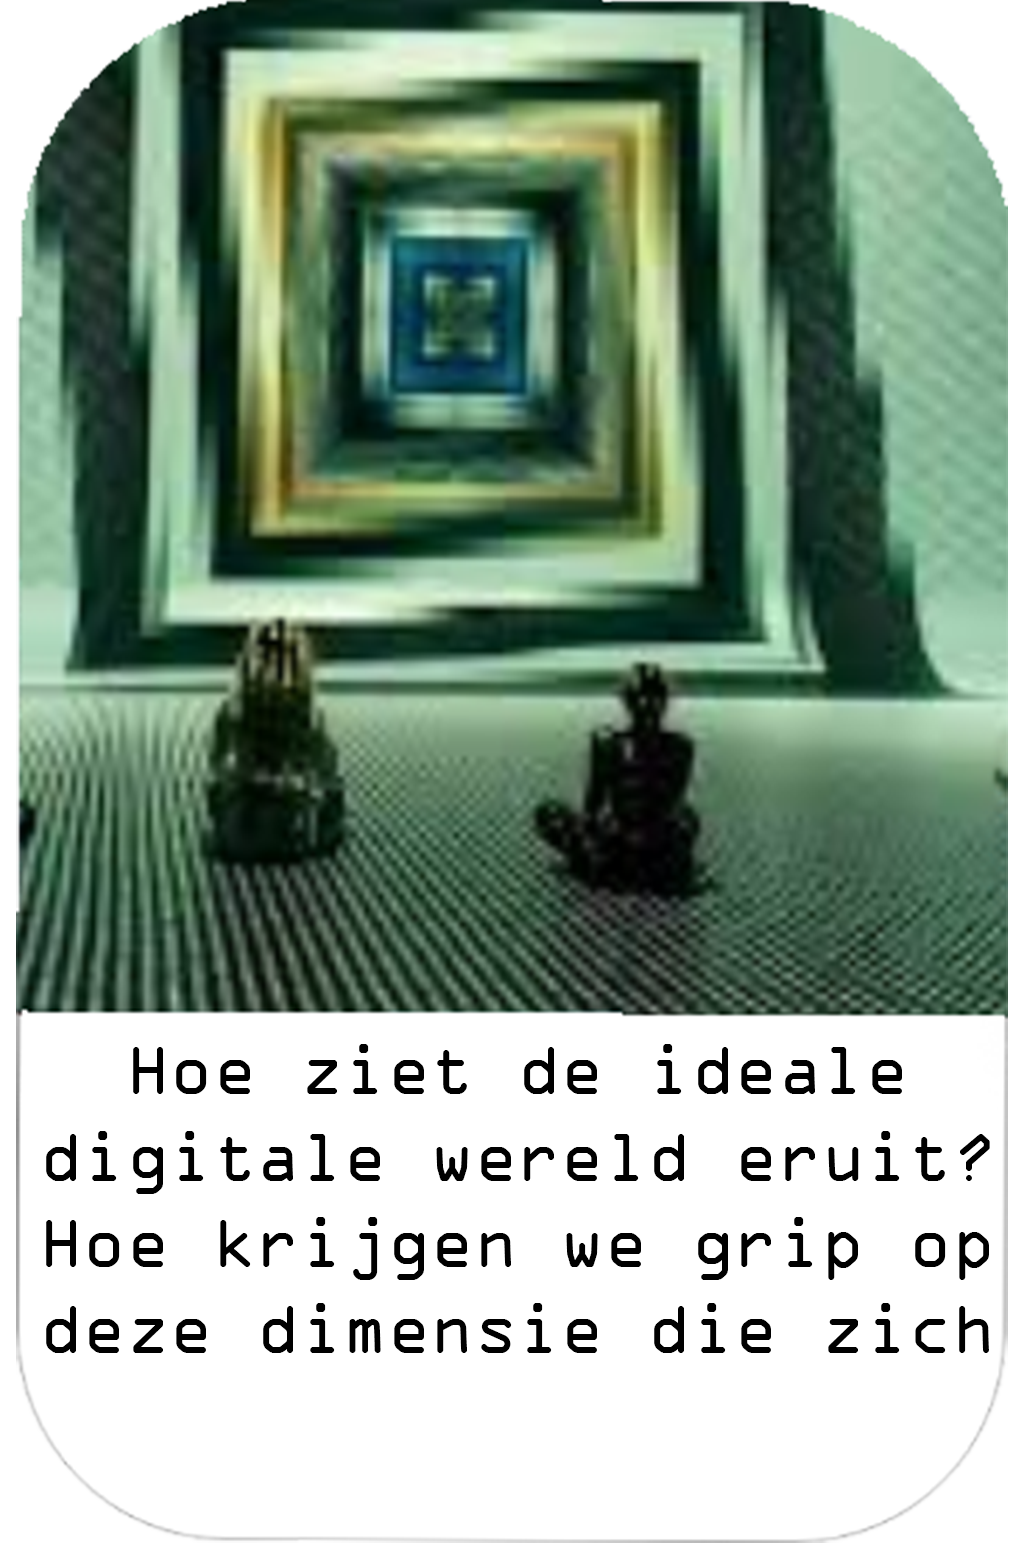 Hoe ziet de ideale
digitale wereld eruit?
Hoe krijgen we grip op
deze dimensie die zich